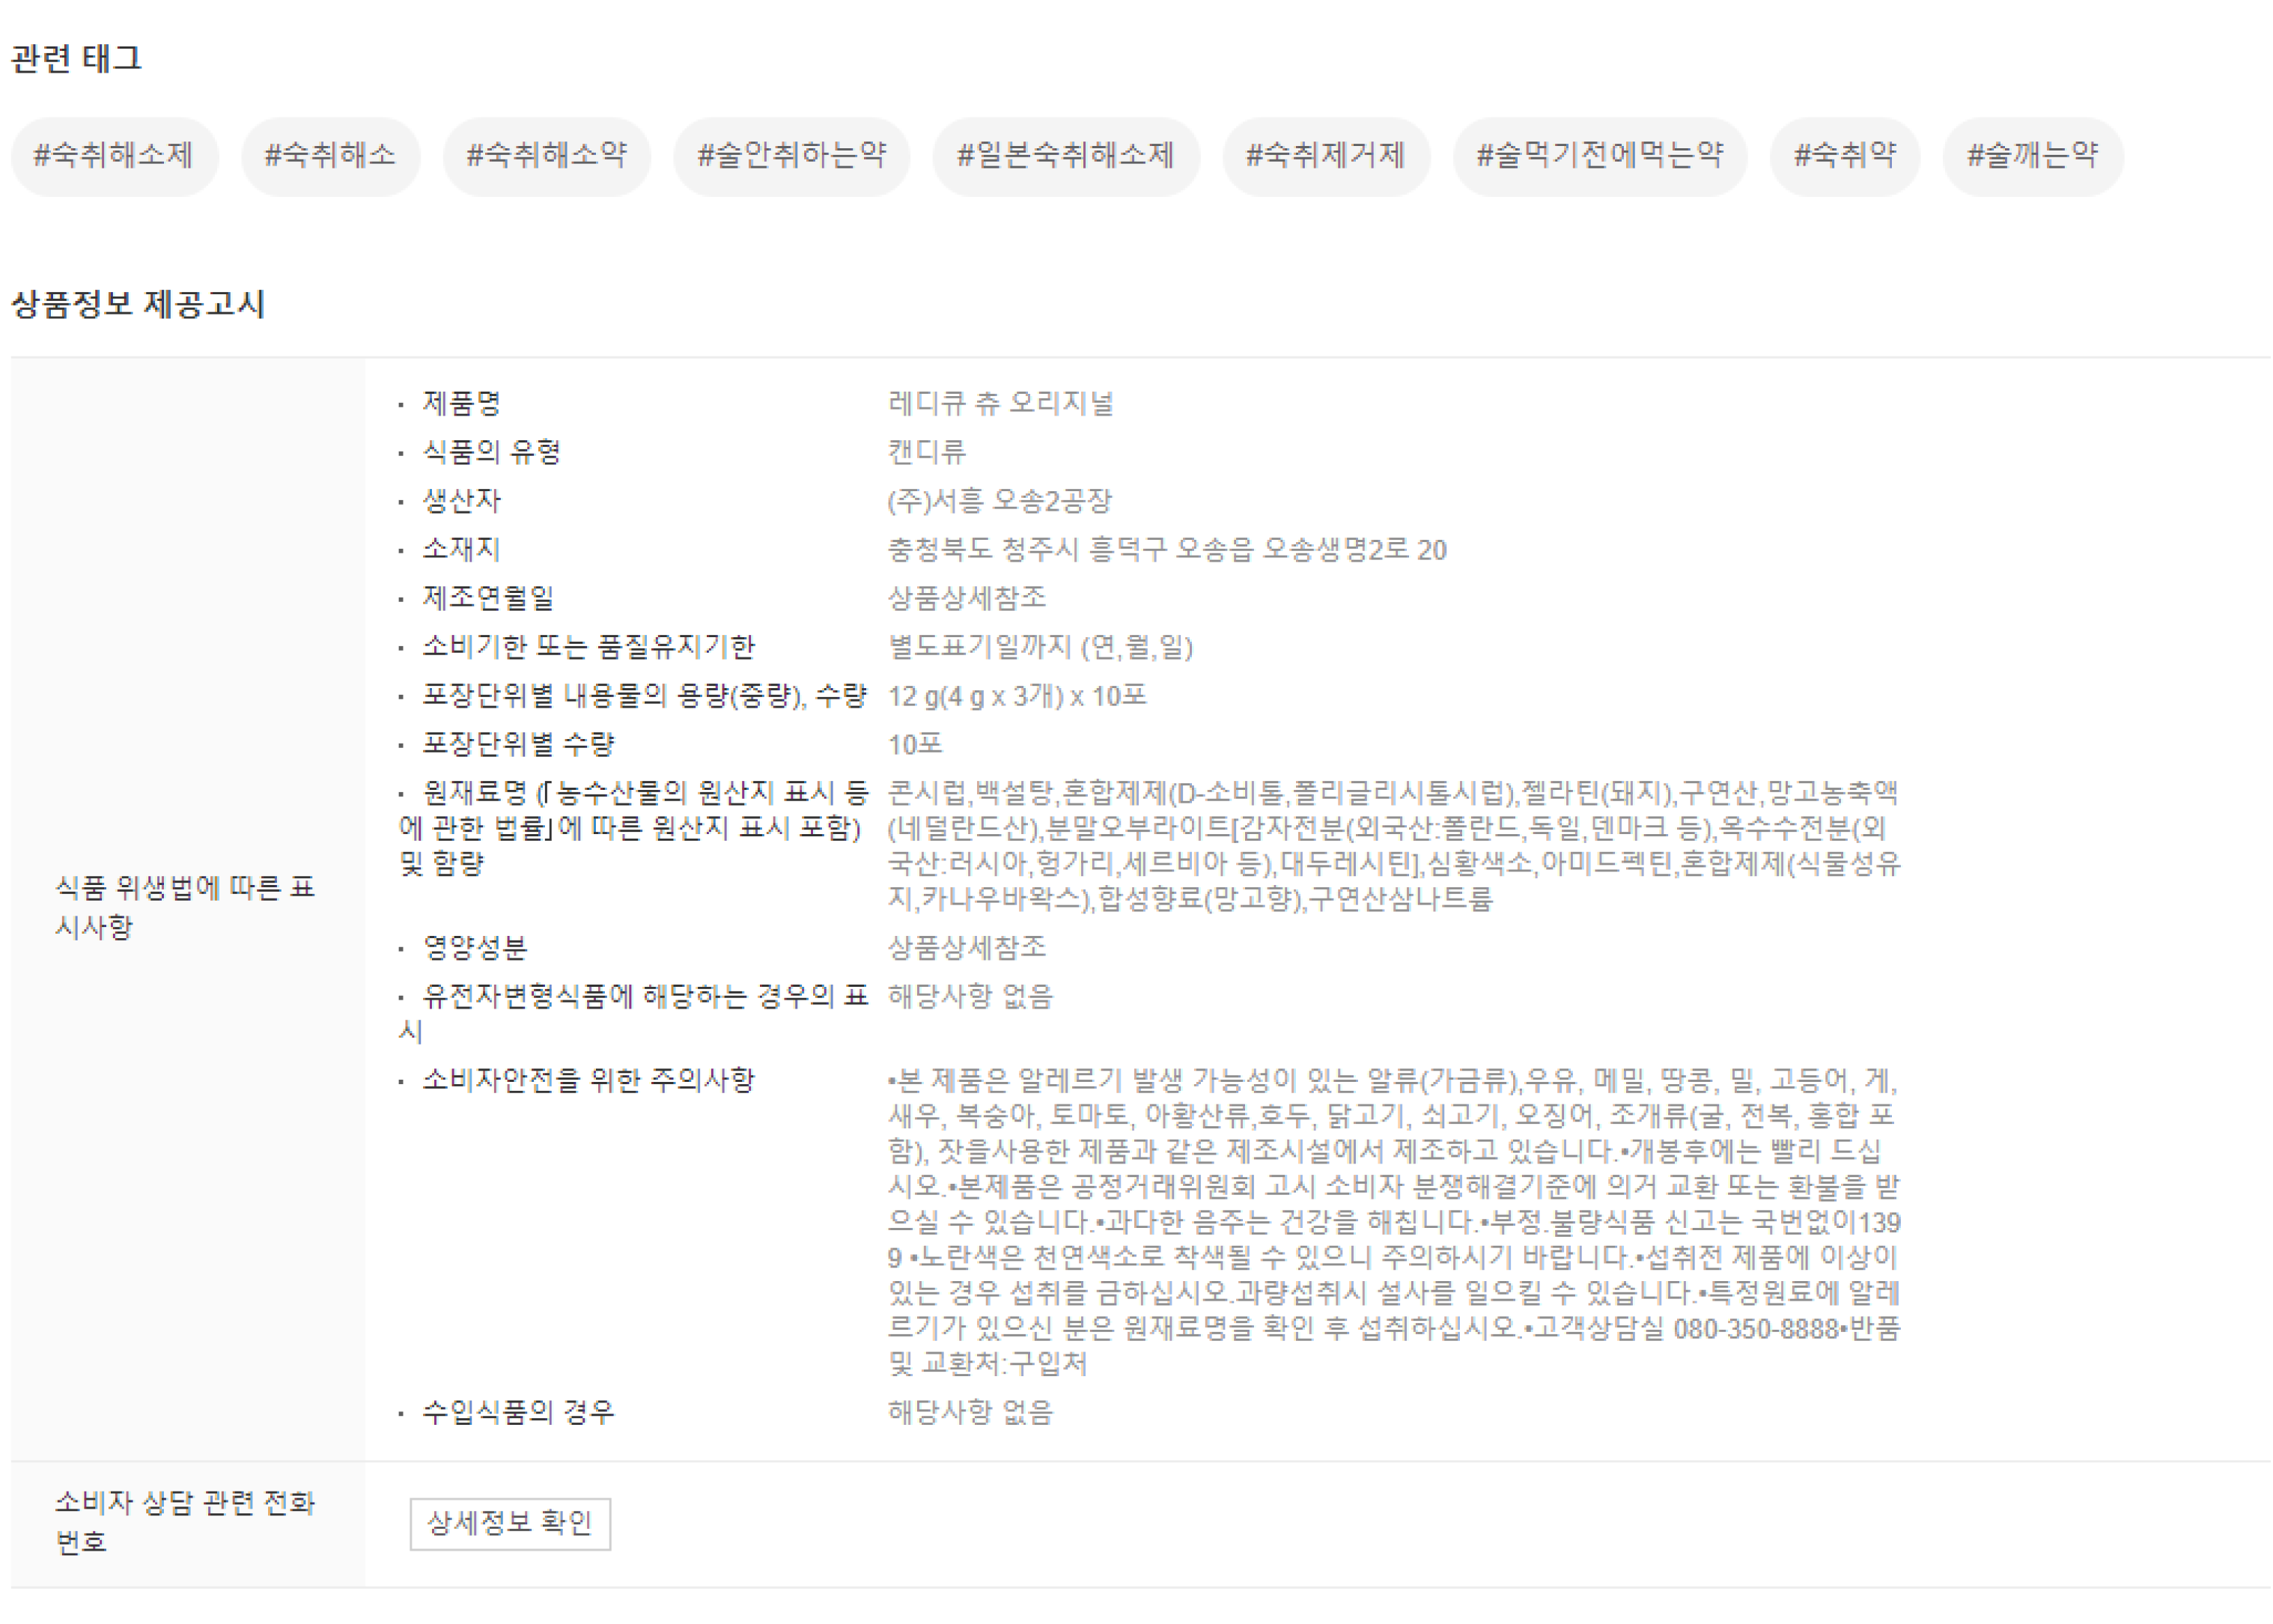 관련 태그
#숙취해소제 #숙취해소 #숙취해소약 #술안취하는약 #일본숙취해소제 #숙취제거제 #술먹기전에먹는약 #숙취약 #술깨는약
상품정보 제공고시
식품 위생법에 따른 표
시사항
· 제품명 레디큐 츄 오리지널
· 식품의 유형 캔디류
· 생산자 (주)서흥 오송2공장
· 소재지 충청북도 청주시 흥덕구 오송읍 오송생명2로 20
· 제조연월일 상품상세참조
· 소비기한 또는 품질유지기한 별도표기일까지 (연,월,일)
· 포장단위별 내용물의 용량(중량), 수량 12 g(4 g x 3개) x 10포
· 포장단위별 수량 10포
· 원재료명 (「농수산물의 원산지 표시 등
에 관한 법률」에 따른 원산지 표시 포함)
및 함량
콘시럽,백설탕,혼합제제(D-소비톨,폴리글리시톨시럽),젤라틴(돼지),구연산,망고농축액
(네덜란드산),분말오부라이트[감자전분(외국산:폴란드,독일,덴마크 등),옥수수전분(외
국산:러시아,헝가리,세르비아 등),대두레시틴],심황색소,아미드펙틴,혼합제제(식물성유
지,카나우바왁스),합성향료(망고향),구연산삼나트륨
· 영양성분 상품상세참조
· 유전자변형식품에 해당하는 경우의 표
시
해당사항 없음
· 소비자안전을 위한 주의사항
•본 제품은 알레르기 발생 가능성이 있는 알류(가금류),우유, 메밀, 땅콩, 밀, 고등어, 게,
새우, 복숭아, 토마토, 아황산류,호두, 닭고기, 쇠고기, 오징어, 조개류(굴, 전복, 홍합 포
함), 잣을사용한 제품과 같은 제조시설에서 제조하고 있습니다.•개봉후에는 빨리 드십
시오.•본제품은 공정거래위원회 고시 소비자 분쟁해결기준에 의거 교환 또는 환불을 받
으실 수 있습니다.•과다한 음주는 건강을 해칩니다.•부정.불량식품 신고는 국번없이139
9 •노란색은 천연색소로 착색될 수 있으니 주의하시기 바랍니다.•섭취전 제품에 이상이
있는 경우 섭취를 금하십시오.과량섭취시 설사를 일으킬 수 있습니다.•특정원료에 알레
르기가 있으신 분은 원재료명을 확인 후 섭취하십시오.•고객상담실 080-350-8888•반품
및 교환처:구입처
· 수입식품의 경우 해당사항 없음
소비자 상담 관련 전화
번호
상세정보 확인